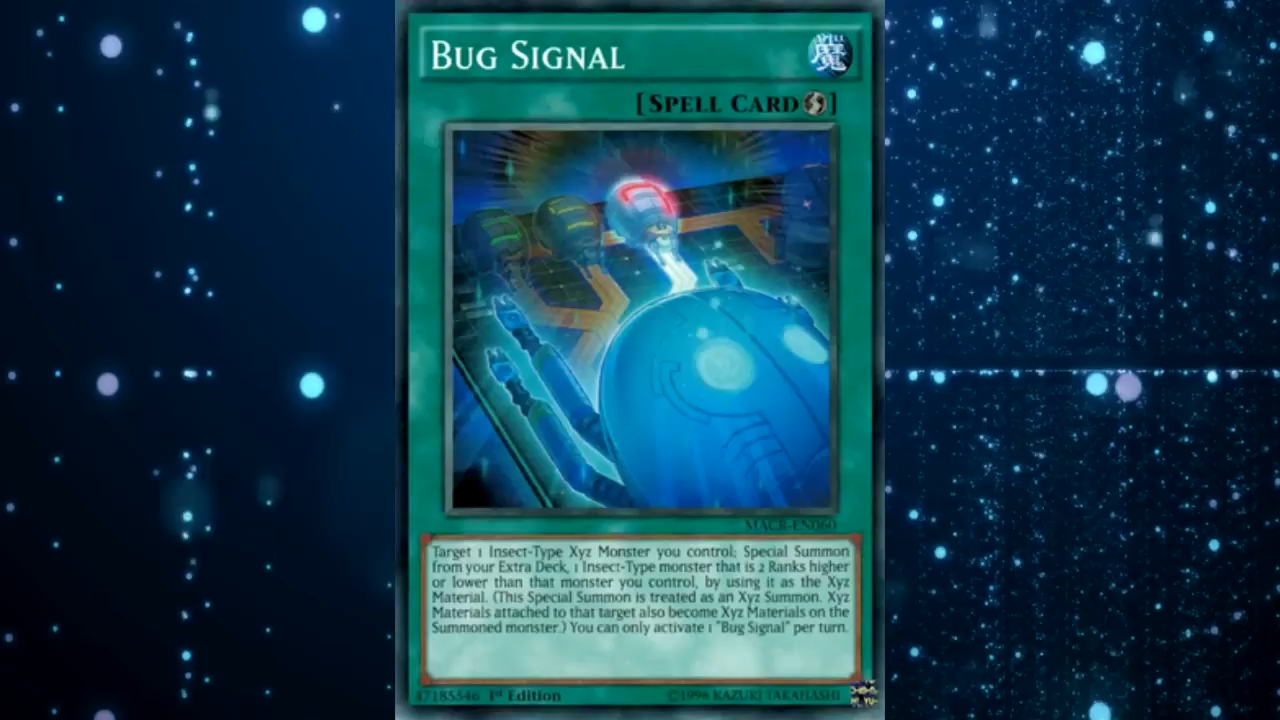 Bug Signal
[Spell Card]
MACR-EN060
Target 1 Insect-Type Xyz Monster you control; Special Summon
from your Extra Deck, 1 Insect-Type monster that is 2 Ranks higher
or lower than that monster you control, by using it as the Xyz
Material. (This Special Summon is treated as an Xyz Summon. Xyz
Materials attached to that target also become Xyz Materials on the
Summoned monster.) You can only activate 1 "Bug Signal" per turn.
37185546 1st Edition ©1996 KAZUKI TAKAHASHI